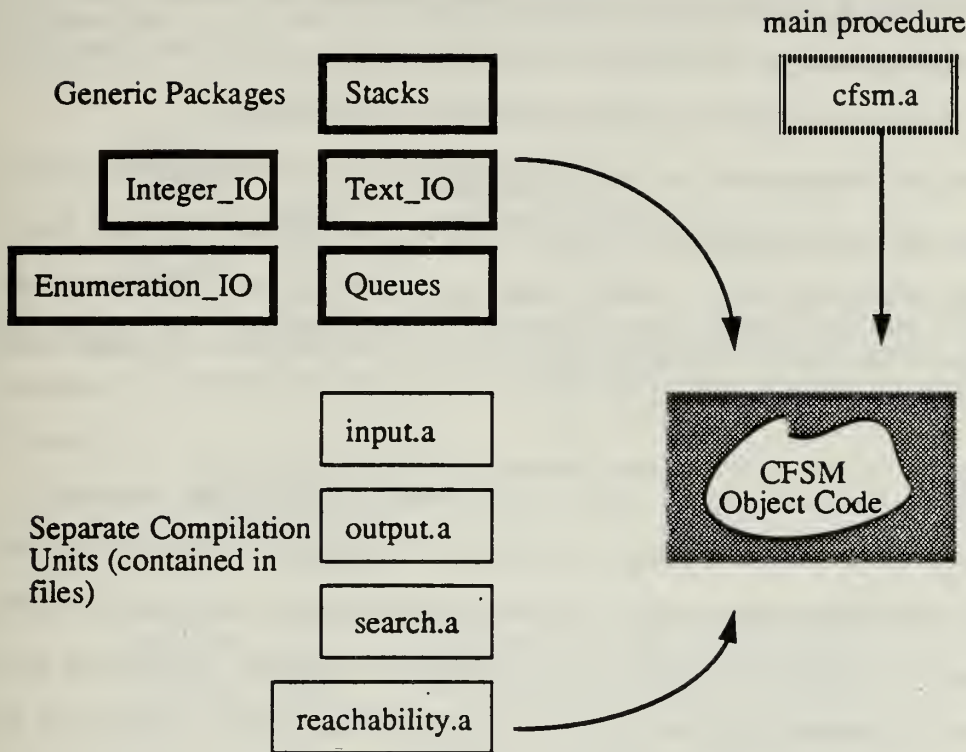 main procedure
Generic Packages
Stacks
cfsm.a
Integer_IO
Text_IO
Enumeration_IO
Queues
input.a
CFSM
Object Code
Separate Compilation
Units (contained in
files)
output.a
search.a
reachability.a